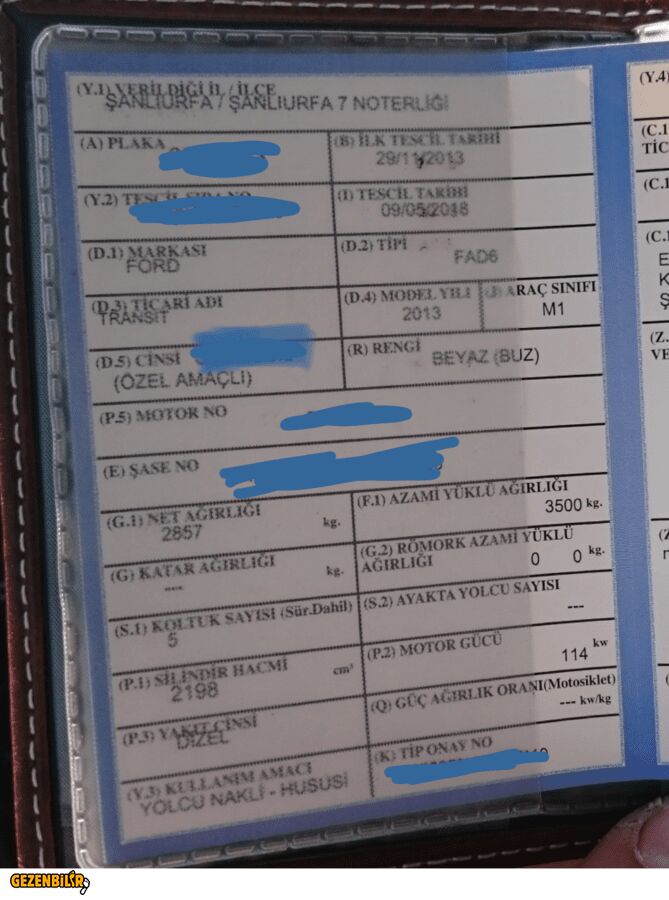 (Y.1) VERİLDİĞİ İL / İLÇE
ŞANLIURFA / ŞANLIURFA 7 NOTERLİĞİ
(A) PLAKA
(B) İLK TESCİL TARİHİ
29/11/2013
(Y.2) TESCİL SIRA NO
(I) TESCİL TARİHİ
09/05/2018
(D.1) MARKASI
FORD
(D.2) TİPİ
FAD6
(D.3) TİCARİ ADI
TRANSIT
(D.4) MODEL YILI
2013
(J) ARAÇ SINIFI
M1
(D.5) CİNSİ
(ÖZEL AMAÇLI)
(R) RENGİ
BEYAZ (BUZ)
(P.5) MOTOR NO
(E) ŞASE NO
(G.1) NET AĞIRLIĞI
2857 kg.
(F.1) AZAMİ YÜKLÜ AĞIRLIĞI
3500 kg.
(G) KATAR AĞIRLIĞI
--- kg.
(G.2) RÖMORK AZAMİ YÜKLÜ
AĞIRLIĞI 0 0 kg.
(S.1) KOLTUK SAYISI (Sür.Dahil)
5
(S.2) AYAKTA YOLCU SAYISI
---
(P.1) SİLİNDİR HACMİ cm³
2198
(P.2) MOTOR GÜCÜ
114 kw
(P.3) YAKIT CİNSİ
DİZEL
(Q) GÜÇ AĞIRLIK ORANI(Motosiklet)
--- kw/kg
(Y.3) KULLANIM AMACI
YOLCU NAKLİ - HUSUSİ
(K) TİP ONAY NO
(Y.4)
(C.1
TİC
(C.1
(C.1
E
K
Ş
(Z.
VE
GEZENBİLİR